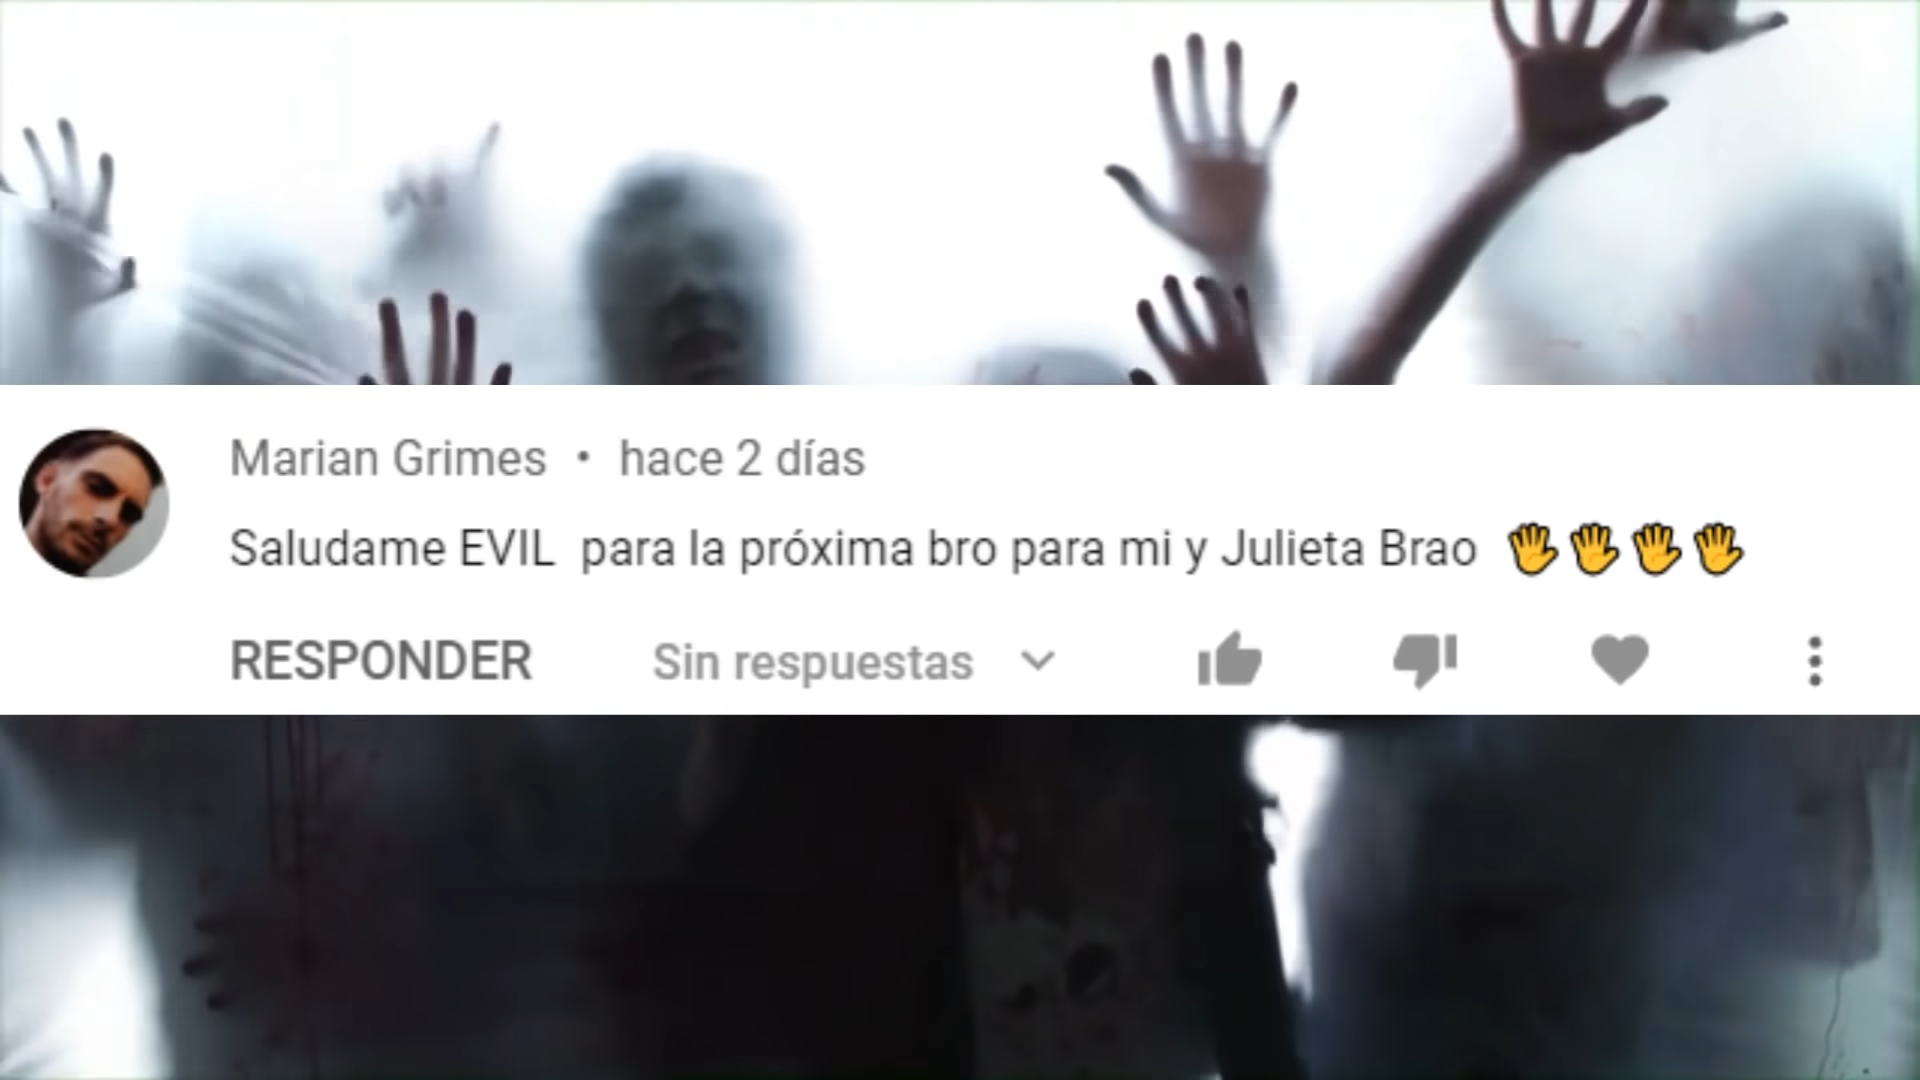 Marian Grimes • hace 2 días
Saludame EVIL  para la próxima bro para mi y Julieta Brao 🖐🖐🖐🖐
RESPONDER Sin respuestas